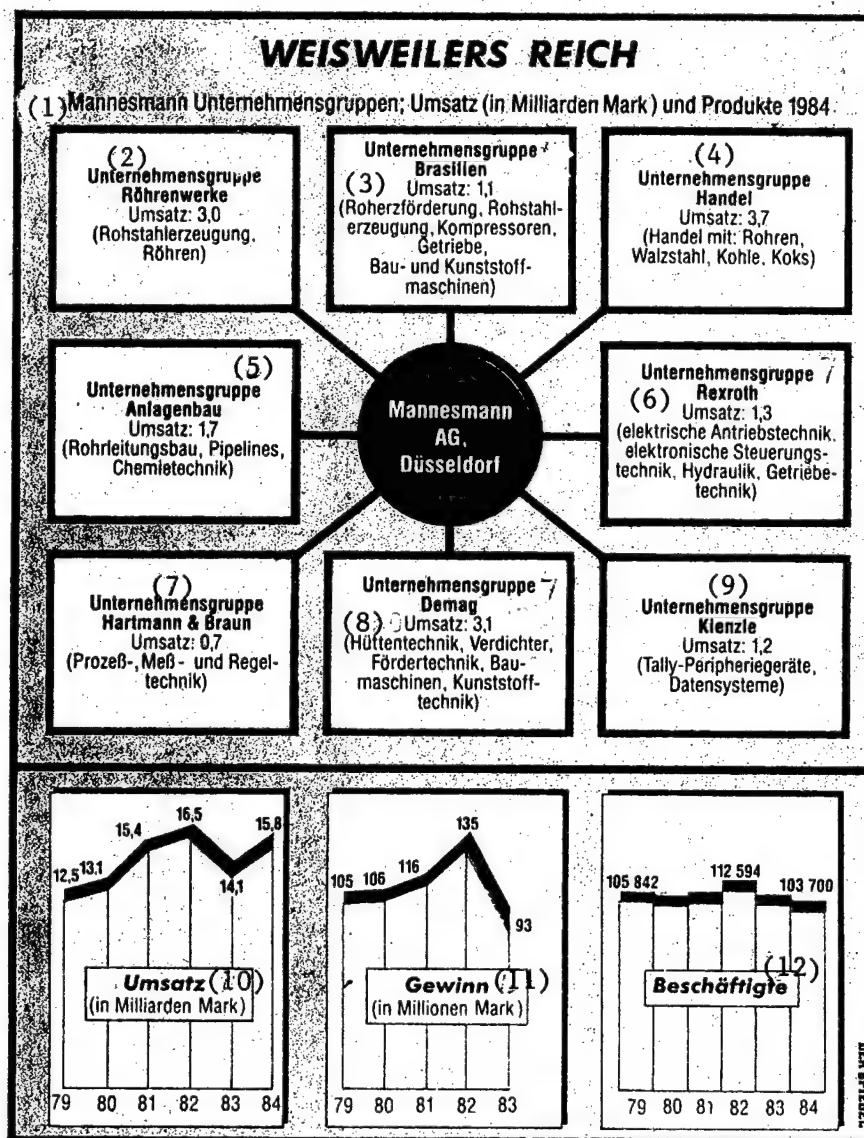 WEISWEILERS REICH
(1) Mannesmann Unternehmensgruppen; Umsatz (in Milliarden Mark) und Produkte 1984
(2)
Unternehmensgruppe
Röhrenwerke
Umsatz: 3,0
(Rohstahlerzeugung,
Röhren)
Unternehmensgruppe
Brasilien
(3) Umsatz: 1,1
(Roherzförderung, Rohstahl-
erzeugung, Kompressoren,
Getriebe,
Bau- und Kunststoff-
maschinen)
(4)
Unternehmensgruppe
Handel
Umsatz: 3,7
(Handel mit: Rohren,
Walzstahl, Kohle, Koks)
(5)
Unternehmensgruppe
Anlagenbau
Umsatz: 1,7
(Rohrleitungsbau, Pipelines,
Chemietechnik)
Mannesmann
AG,
Düsseldorf
Unternehmensgruppe
Rexroth
(6) Umsatz: 1,3
(elektrische Antriebstechnik,
elektronische Steuerungs-
technik, Hydraulik, Getriebe-
technik)
(7)
Unternehmensgruppe
Hartmann & Braun
Umsatz: 0,7
(Prozeß-, Meß- und Regel-
technik)
Unternehmensgruppe
Demag
(8) Umsatz: 3,1
(Hüttentechnik, Verdichter,
Fördertechnik, Bau-
maschinen, Kunststoff-
technik)
(9)
Unternehmensgruppe
Kienzle
Umsatz: 1,2
(Tally-Peripheriegeräte,
Datensysteme)
12,5 13,1 15,4 16,5 14,1 15,8
Umsatz (10)
(in Milliarden Mark)
79 80 81 82 83 84
105 106 116 135 93
Gewinn (11)
(in Millionen Mark)
79 80 81 82 83
105 842 112 594 103 700
Beschäftigte (12)
79 80 81 82 83 84